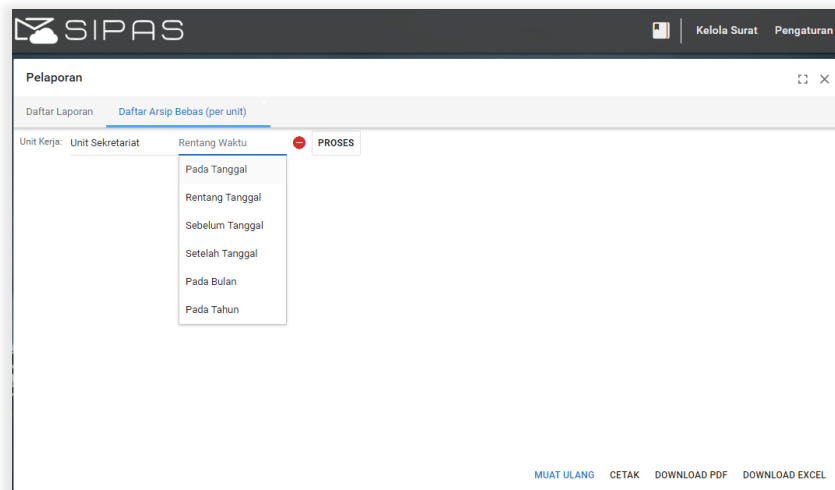 SIPAS
Kelola Surat Pengaturan
Pelaporan
Daftar Laporan Daftar Arsip Bebas (per unit)
Unit Kerja: Unit Sekretariat Rentang Waktu PROSES
Pada Tanggal
Rentang Tanggal
Sebelum Tanggal
Setelah Tanggal
Pada Bulan
Pada Tahun
MUAT ULANG CETAK DOWNLOAD PDF DOWNLOAD EXCEL